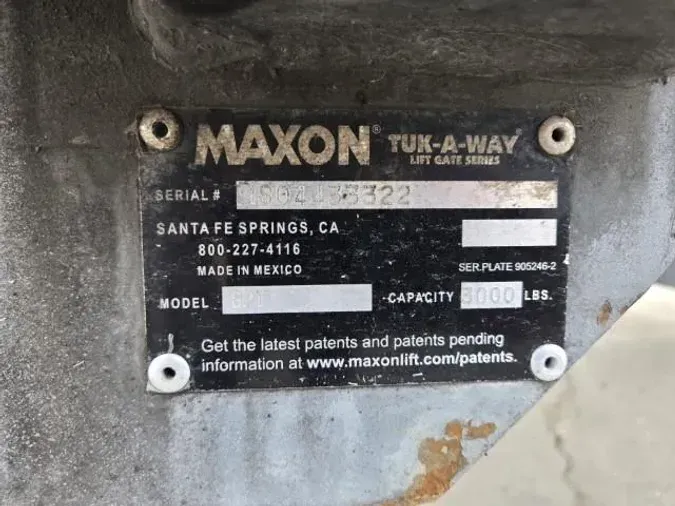 MAXON® TUK-A-WAY®
LIFT GATE SERIES
SERIAL #
SANTA FE SPRINGS, CA
800-227-4116
MADE IN MEXICO
SER.PLATE 905246-2
MODEL CAPACITY 3000 LBS.
Get the latest patents and patents pending
information at www.maxonlift.com/patents.